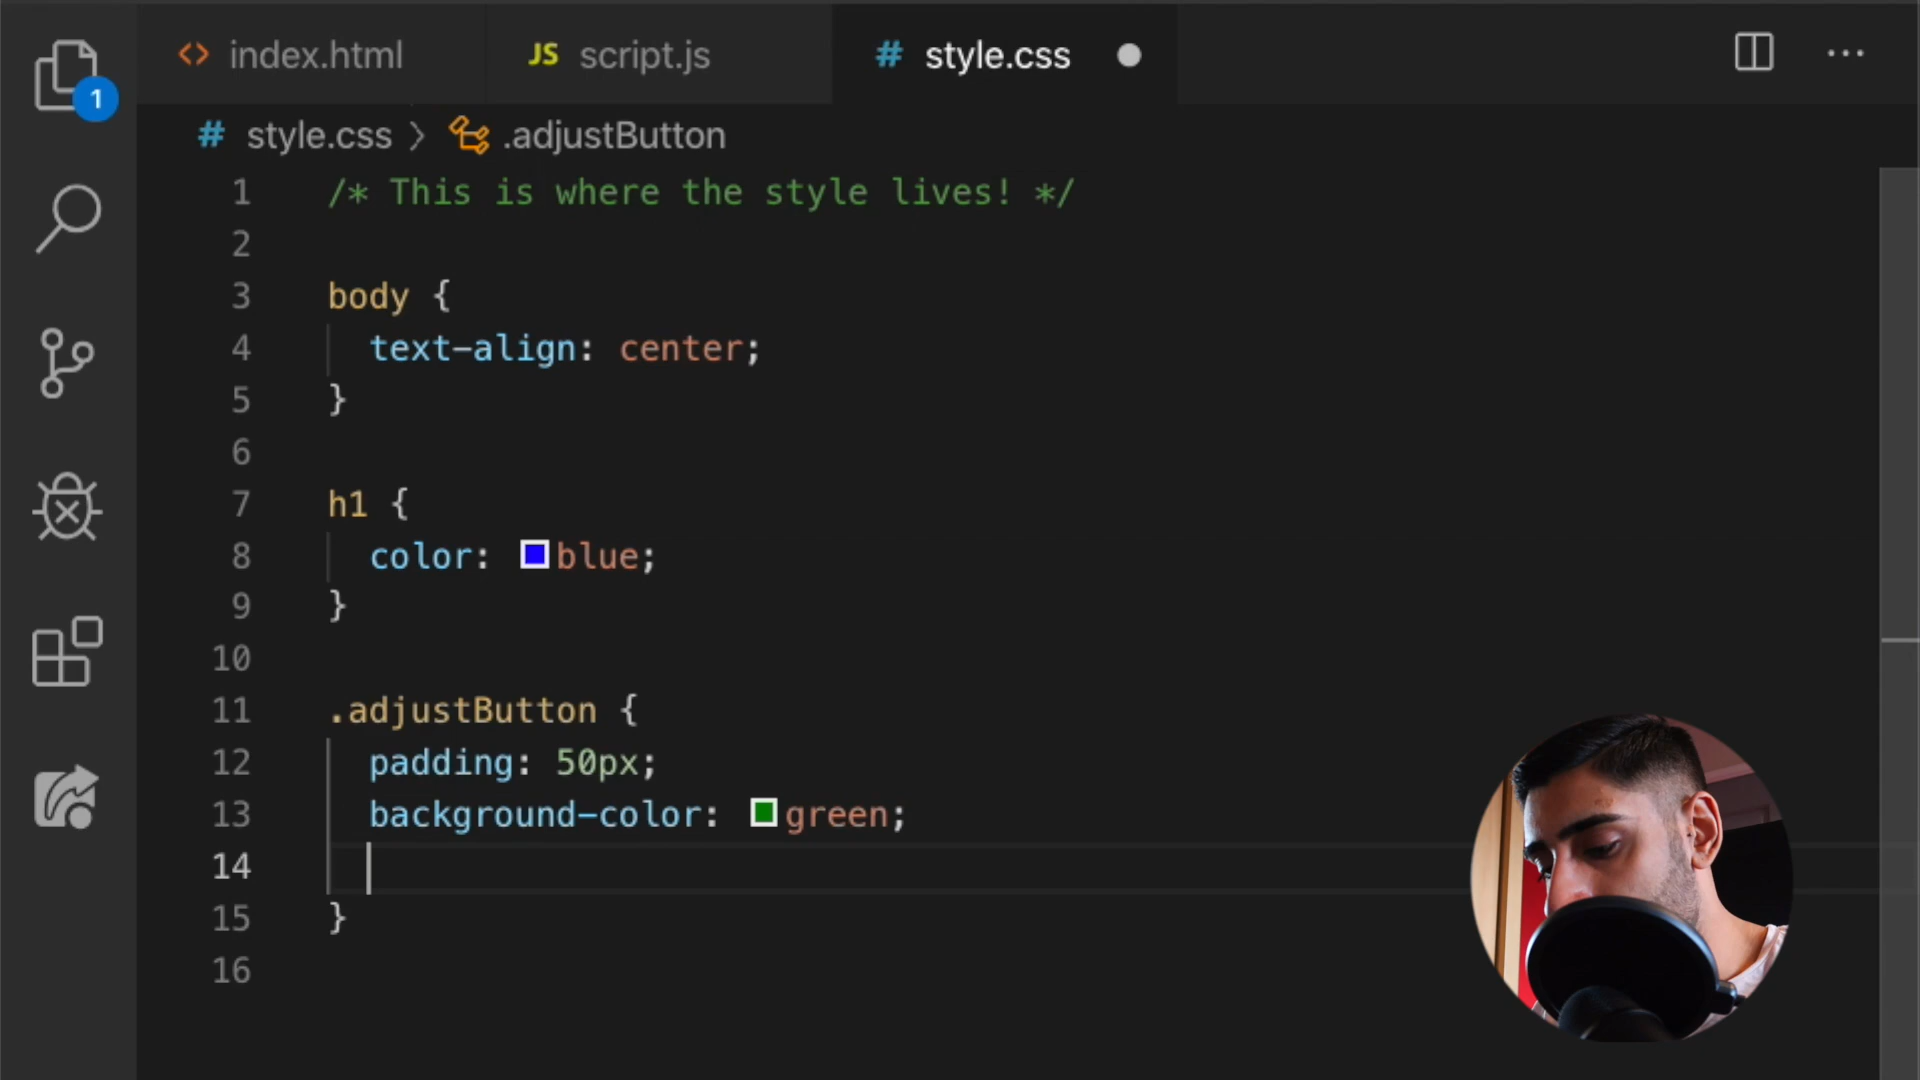 index.html
JS script.js
# style.css
1
# style.css > .adjustButton
1 /* This is where the style lives! */
2
3 body {
4 text-align: center;
5 }
6
7 h1 {
8 color: blue;
9 }
10
11 .adjustButton {
12 padding: 50px;
13 background-color: green;
14
15 }
16